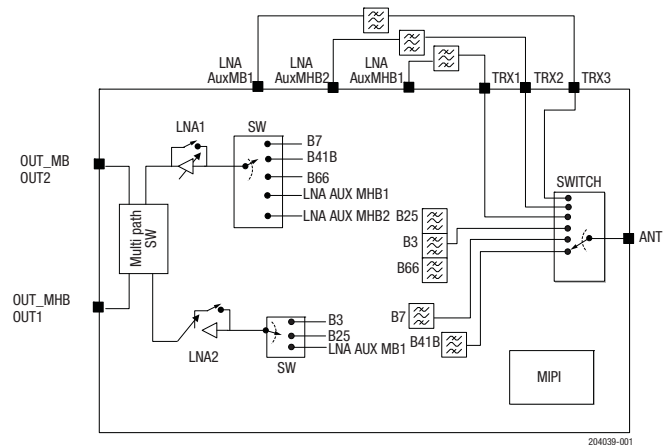 LNA
AuxMB1
LNA
AuxMHB2
LNA
AuxMHB1
TRX1
TRX2
TRX3
LNA1
SW
B7
B41B
B66
LNA AUX MHB1
LNA AUX MHB2
OUT_MB
OUT2
Multi path
SW
OUT_MHB
OUT1
SWITCH
ANT
B25
B3
B66
B7
B41B
LNA2
SW
B3
B25
LNA AUX MB1
MIPI
204039-001